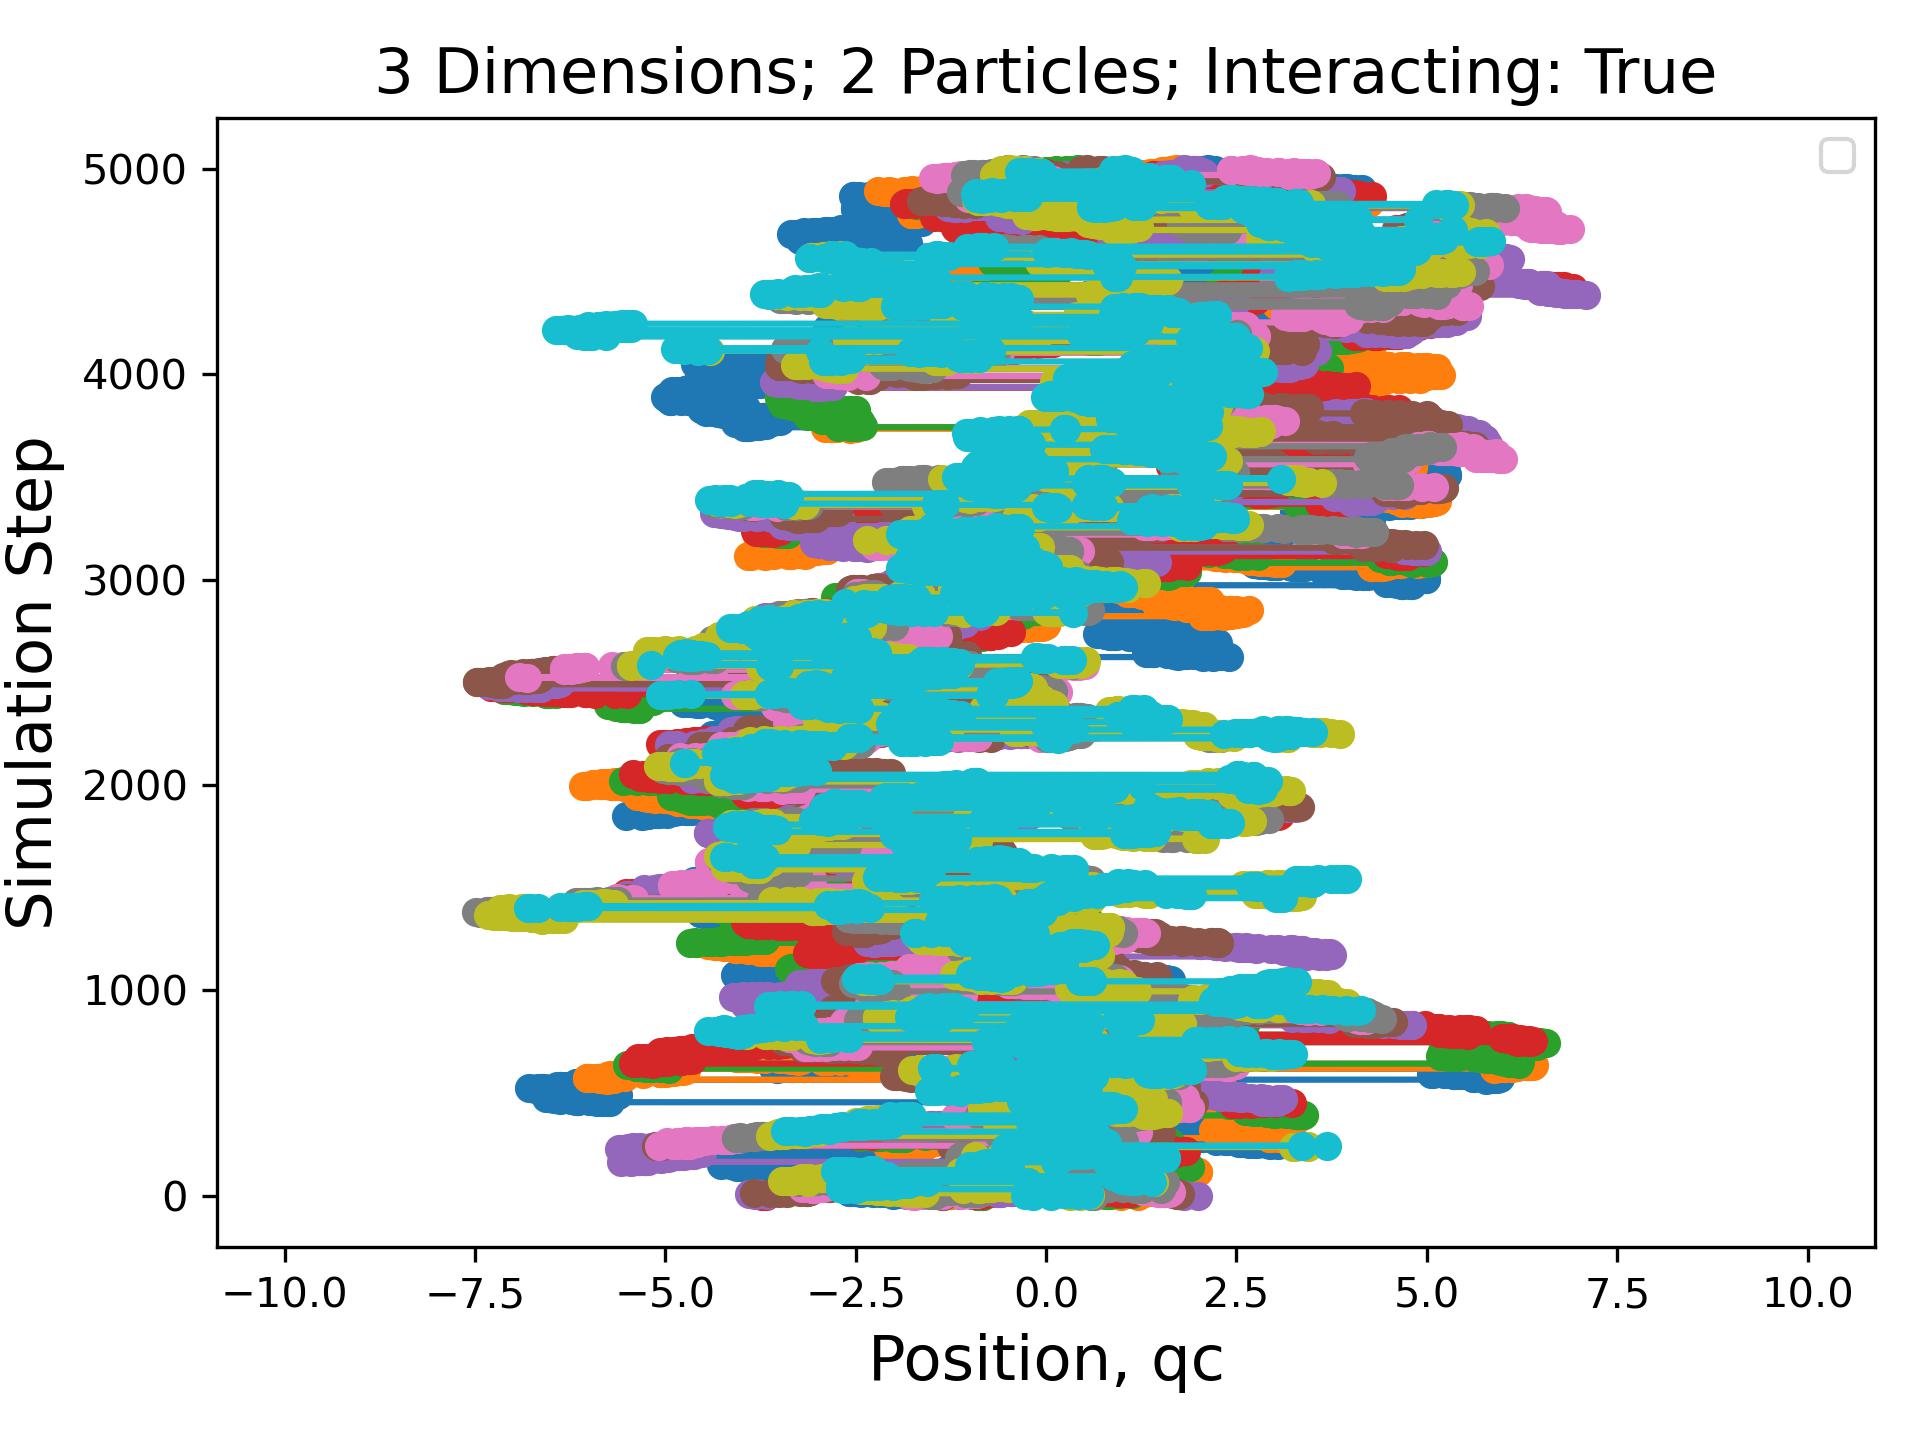 3 Dimensions; 2 Particles; Interacting: True
Simulation Step
5000
4000
3000
2000
1000
0
−10.0 −7.5 −5.0 −2.5 0.0 2.5 5.0 7.5 10.0
Position, qc